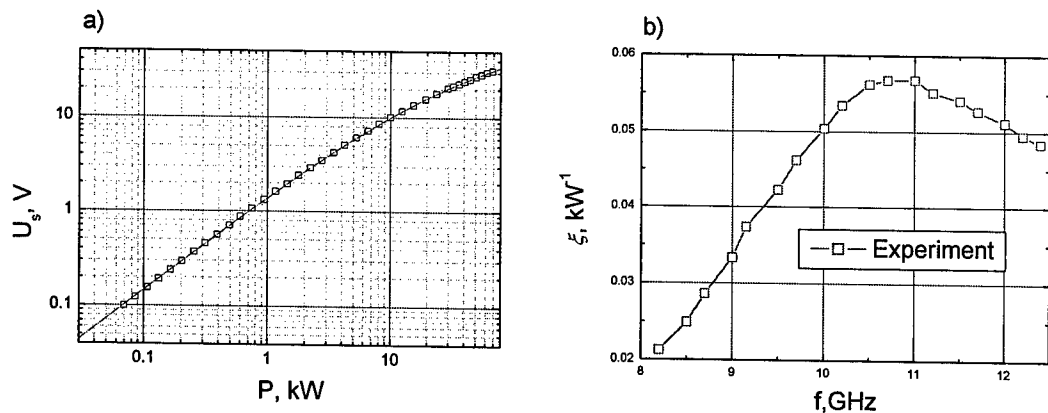 a)
U_s, V
10
1
0.1
0.1 1 10
P, kW
b)
ξ, kW⁻¹
0.06
0.05
0.04
0.03
0.02
Experiment
8 9 10 11 12
f,GHz